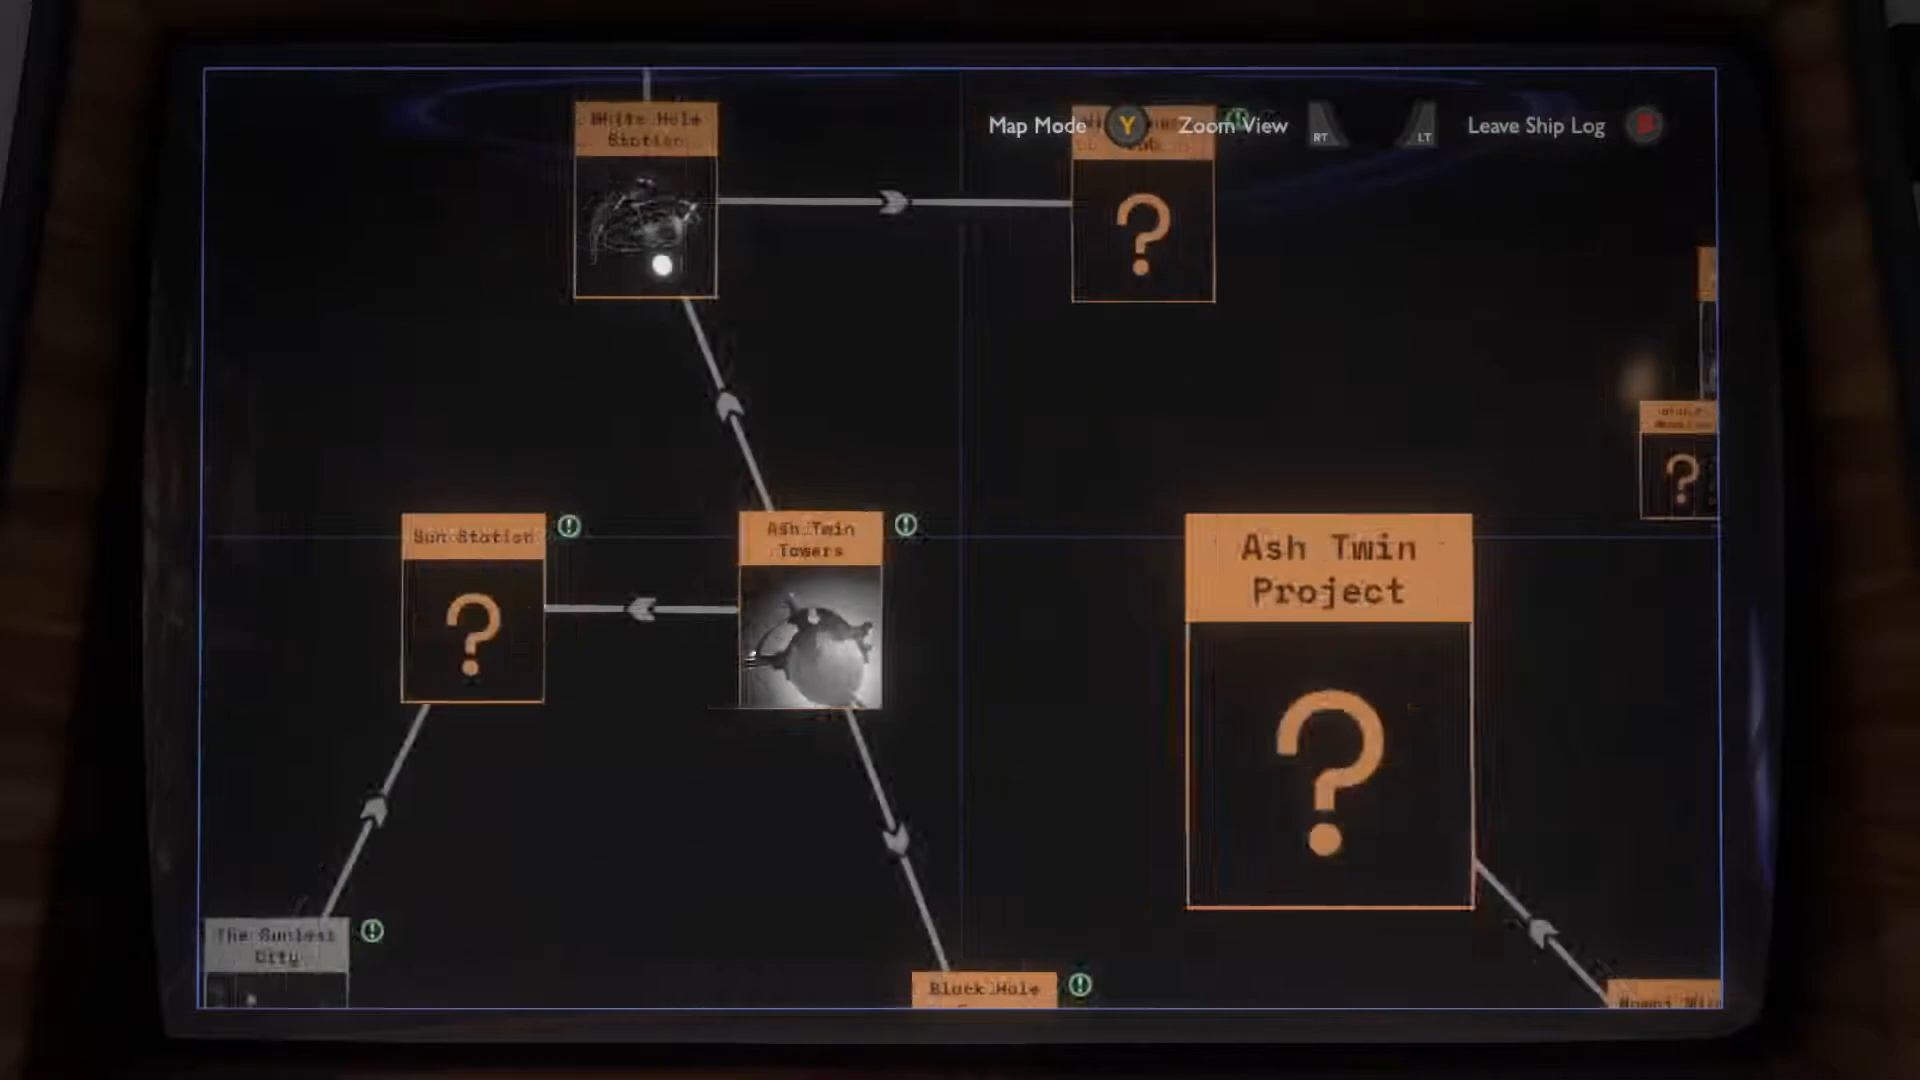 White Hole
Station
Map Mode
Y
Zoom View
RT
LT
Leave Ship Log
B
?
?
Sun Station
?
Ash Twin
Towers
Ash Twin
Project
?
The Sunless
City
Black Hole